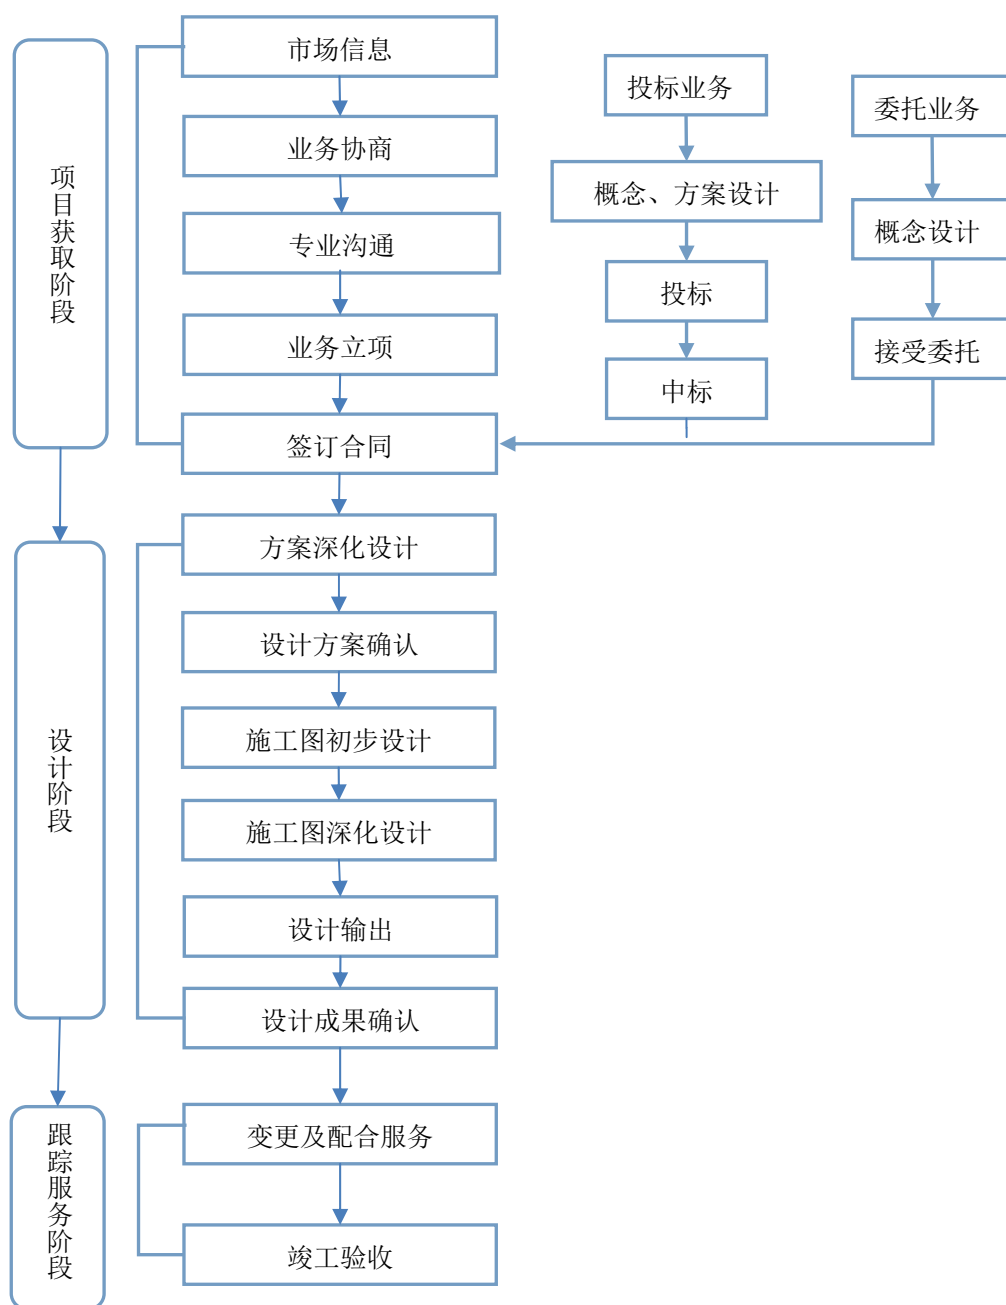 项目获取阶段
市场信息
业务协商
专业沟通
业务立项
签订合同
投标业务
概念、方案设计
投标
中标
委托业务
概念设计
接受委托
设计阶段
方案深化设计
设计方案确认
施工图初步设计
施工图深化设计
设计输出
设计成果确认
跟踪服务阶段
变更及配合服务
竣工验收